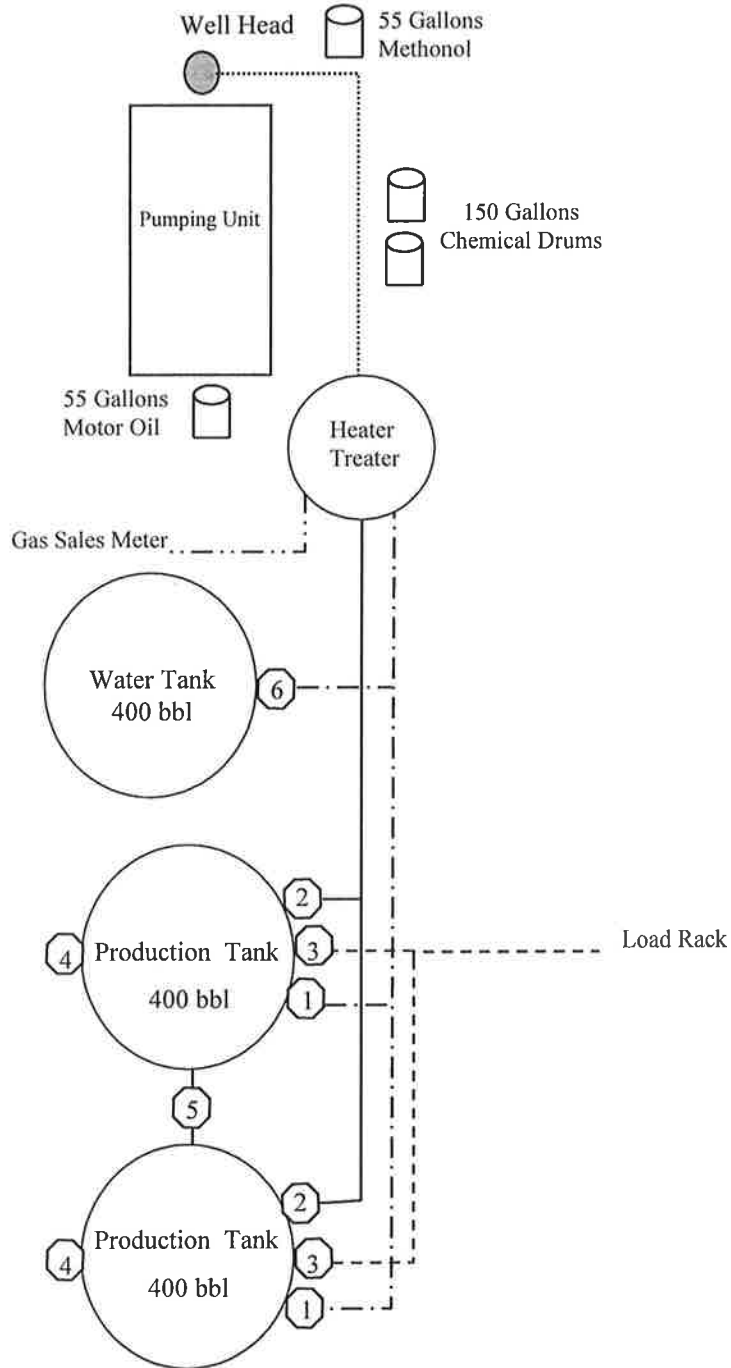 Well Head
55 Gallons
Methonol
Pumping Unit
150 Gallons
Chemical Drums
55 Gallons
Motor Oil
Heater
Treater
Gas Sales Meter
Water Tank
400 bbl
6
2
4
Production Tank
3
Load Rack
400 bbl
1
5
2
Production Tank
4
3
400 bbl
1